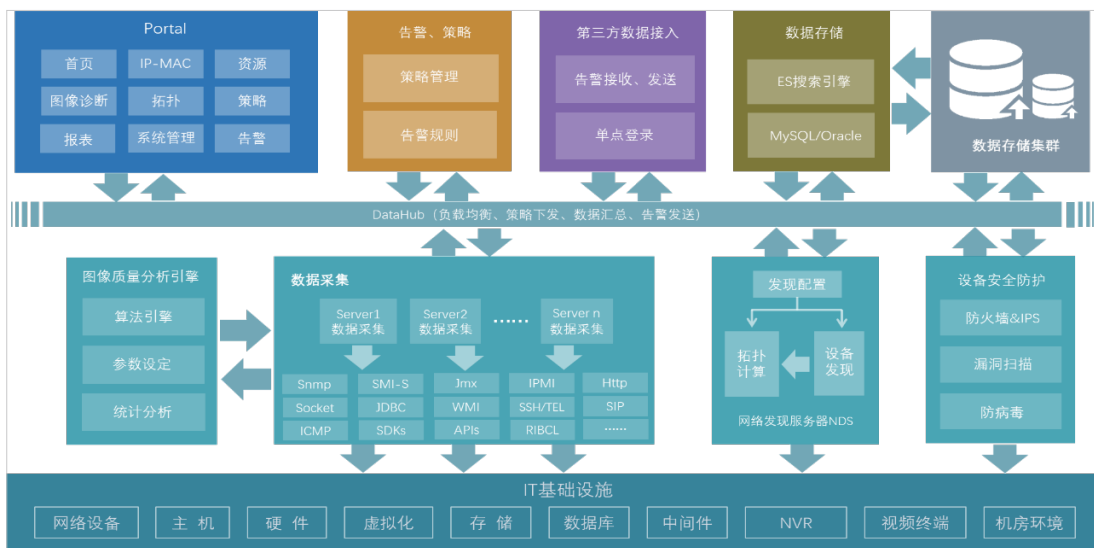 Portal
首页
IP-MAC
资源
图像诊断
拓扑
策略
报表
系统管理
告警
告警、策略
策略管理
告警规则
第三方数据接入
告警接收、发送
单点登录
数据存储
ES搜索引擎
MySQL/Oracle
数据存储集群
DataHub（负载均衡、策略下发、数据汇总、告警发送）
图像质量分析引擎
算法引擎
参数设定
统计分析
数据采集
Server1
数据采集
Server2
数据采集
……
Server n
数据采集
Snmp
SMI-S
Jmx
IPMI
Http
Socket
JDBC
WMI
SSH/TEL
SIP
ICMP
SDKs
APIs
RIBCL
……
发现配置
拓扑
计算
设备
发现
网络发现服务器NDS
设备安全防护
防火墙&IPS
漏洞扫描
防病毒
IT基础设施
网络设备
主 机
硬 件
虚拟化
存 储
数据库
中间件
NVR
视频终端
机房环境